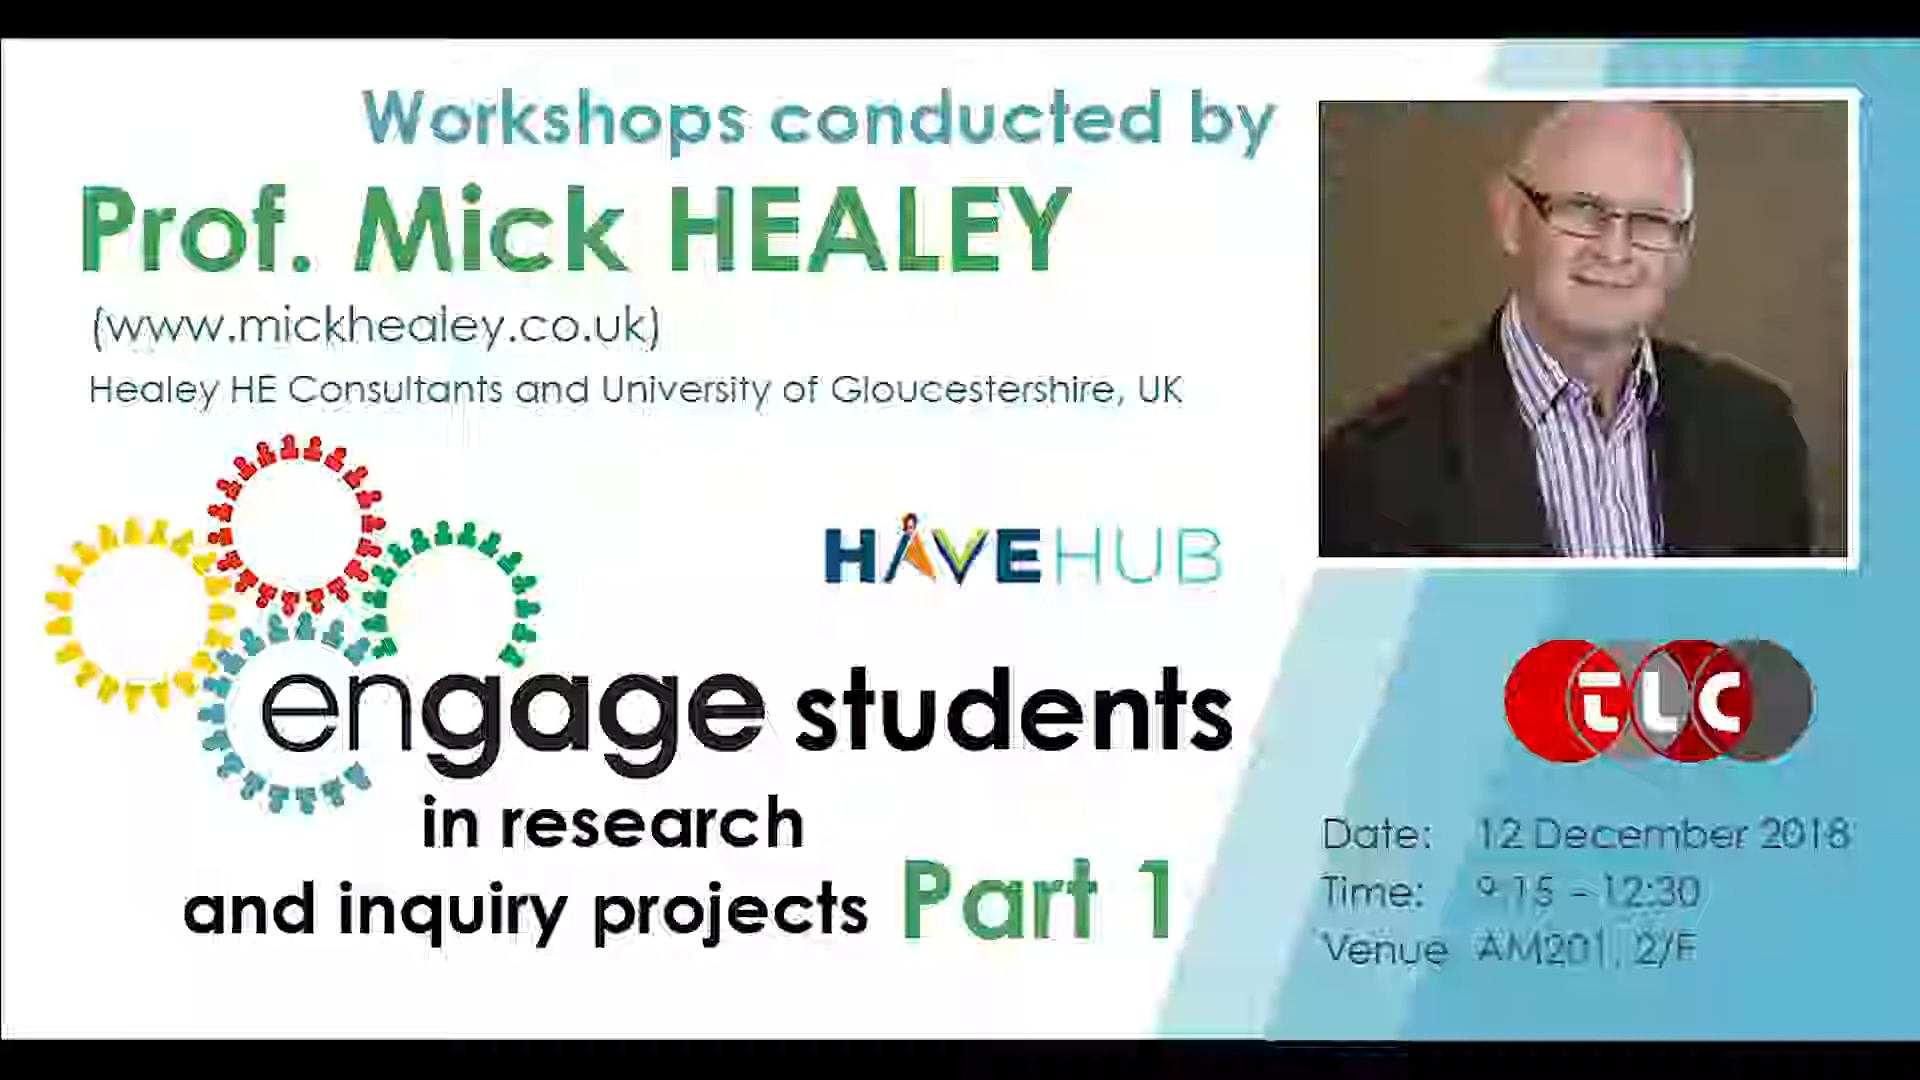 Workshops conducted by
Prof. Mick HEALEY
(www.mickhealey.co.uk)
Healey HE Consultants and University of Gloucestershire, UK
HAVEHUB
engage students
in research
and inquiry projects Part 1
TLC
Date: 12 December 2018
Time: 9:15 - 12:30
Venue AM201, 2/F